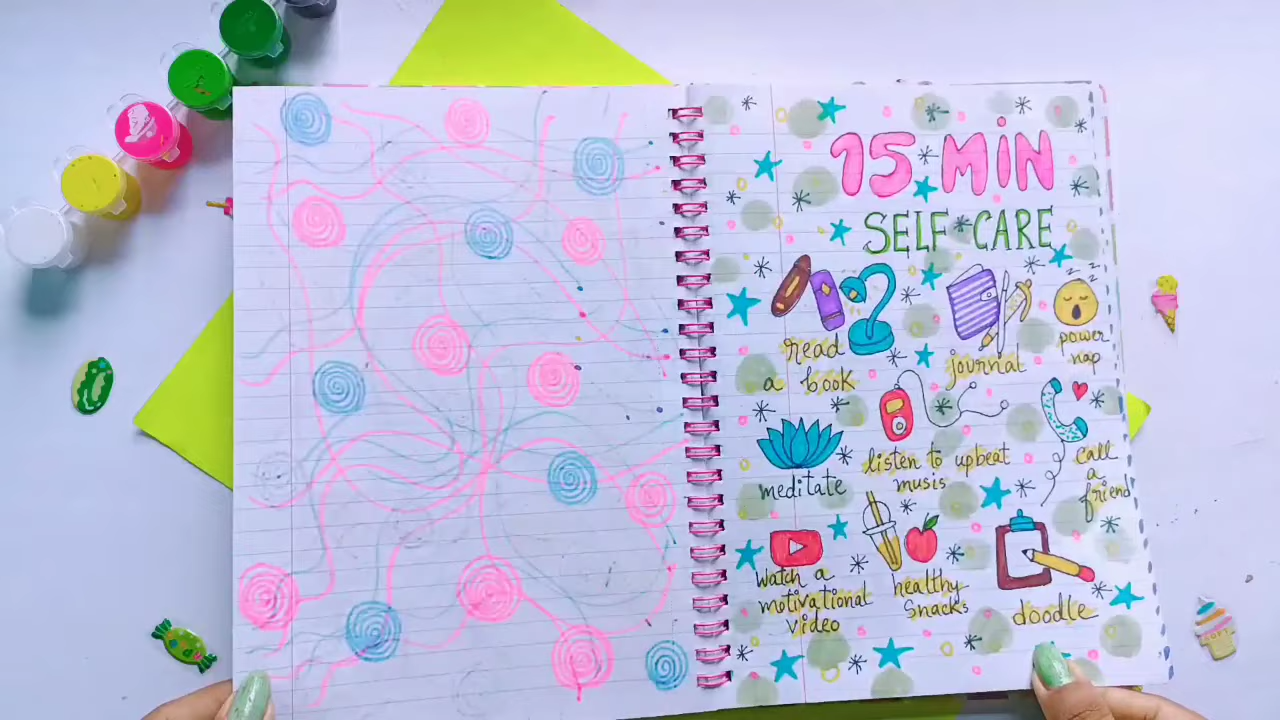 15 MIN
SELF-CARE
read
a book
journal
z z z
power
nap
meditate
listen to upbeat
musis
call
a
friend
Watch a
motivational
video
healthy
Snacks
doodle